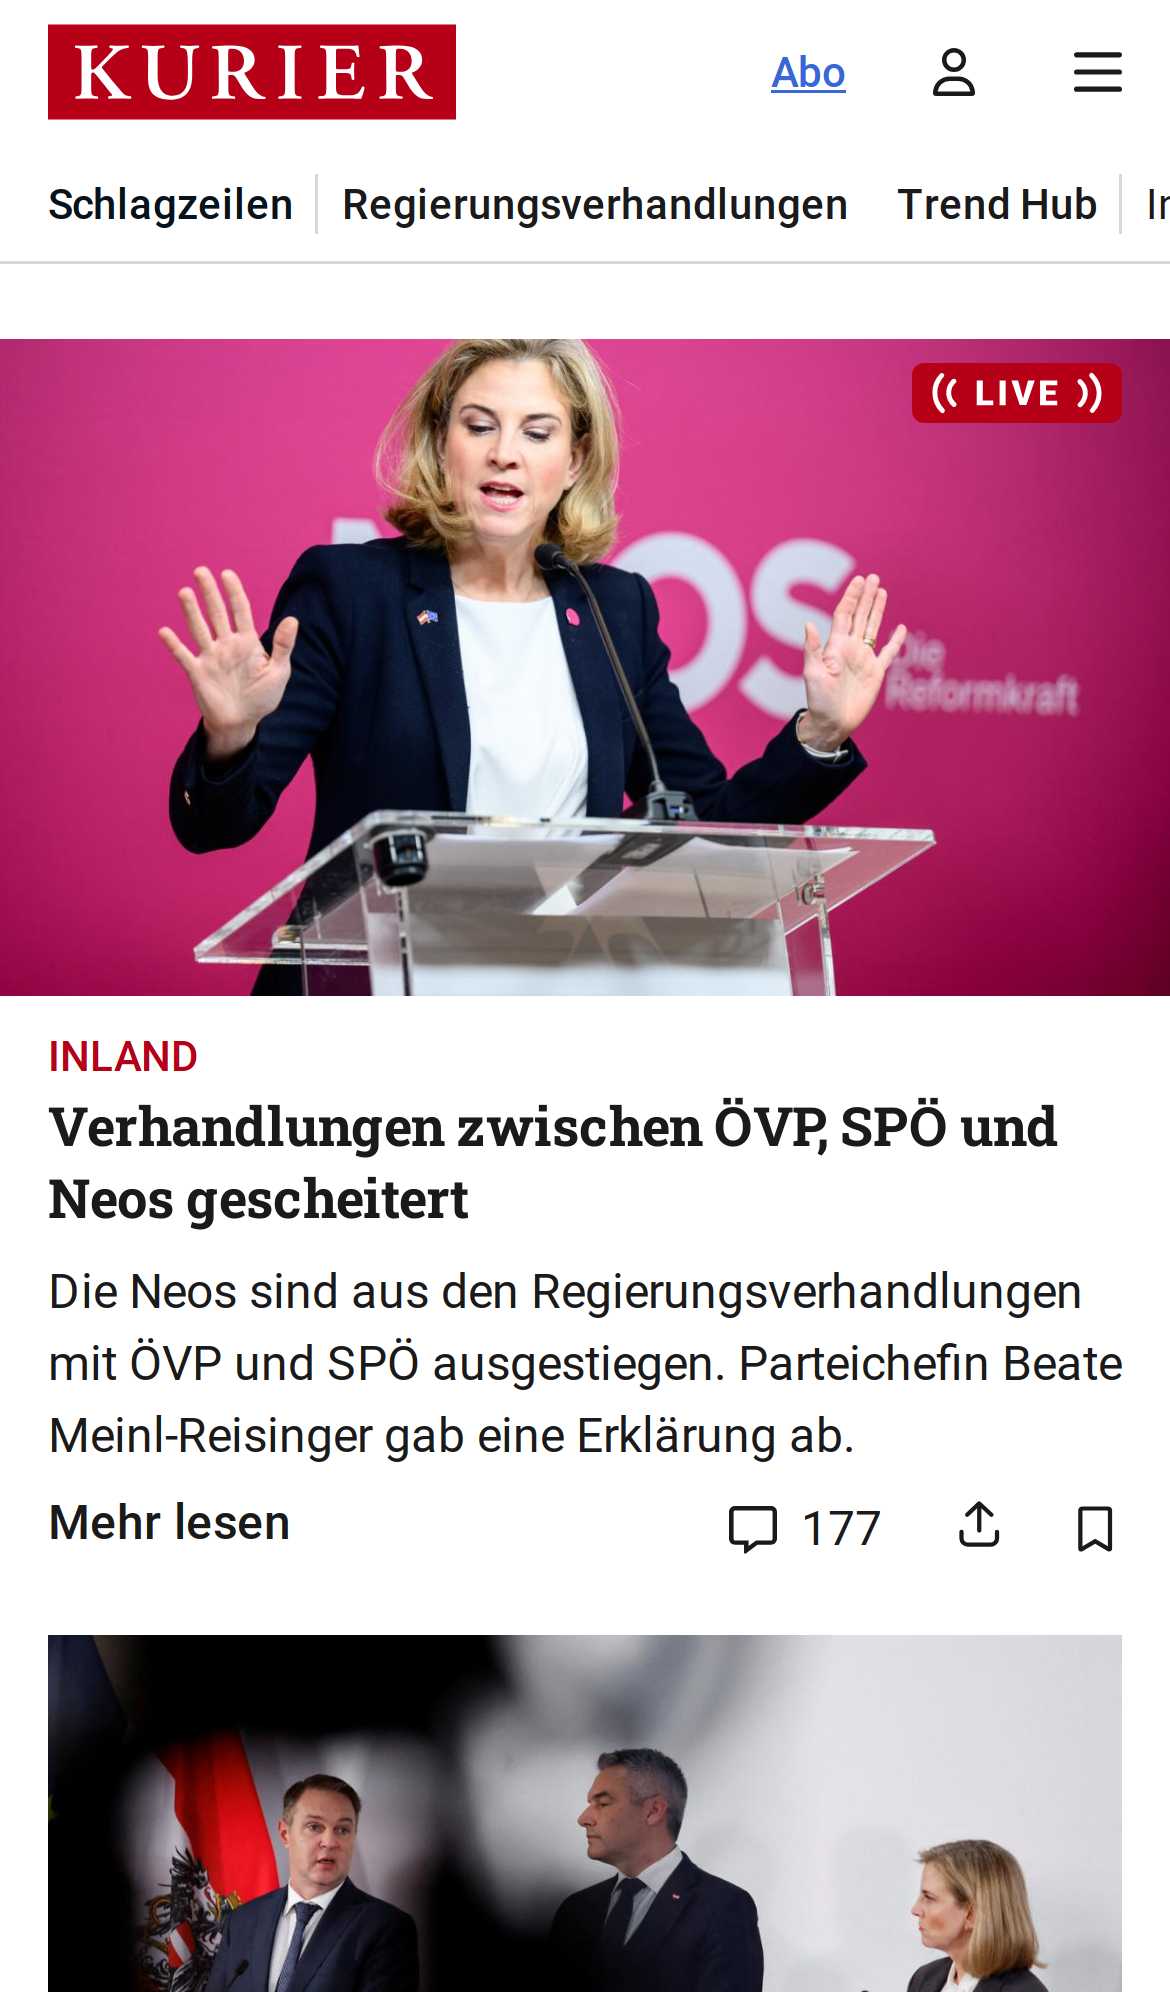 KURIER
Abo
Schlagzeilen
Regierungsverhandlungen
Trend Hub
LIVE
Die
Reformkraft
INLAND
Verhandlungen zwischen ÖVP, SPÖ und
Neos gescheitert
Die Neos sind aus den Regierungsverhandlungen
mit ÖVP und SPÖ ausgestiegen. Parteichefin Beate
Meinl-Reisinger gab eine Erklärung ab.
Mehr lesen
177